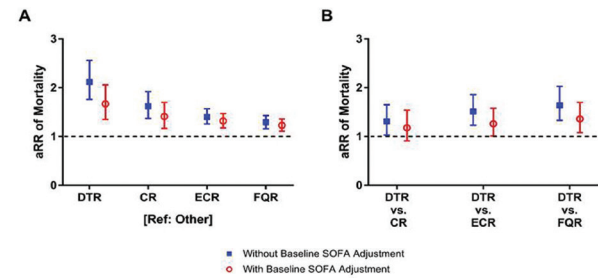 A
aRR of Mortality
3
2
1
0
DTR
CR
ECR
FQR
[Ref: Other]
B
aRR of Mortality
3
2
1
0
DTR
vs.
CR
DTR
vs.
ECR
DTR
vs.
FQR
Without Baseline SOFA Adjustment
With Baseline SOFA Adjustment